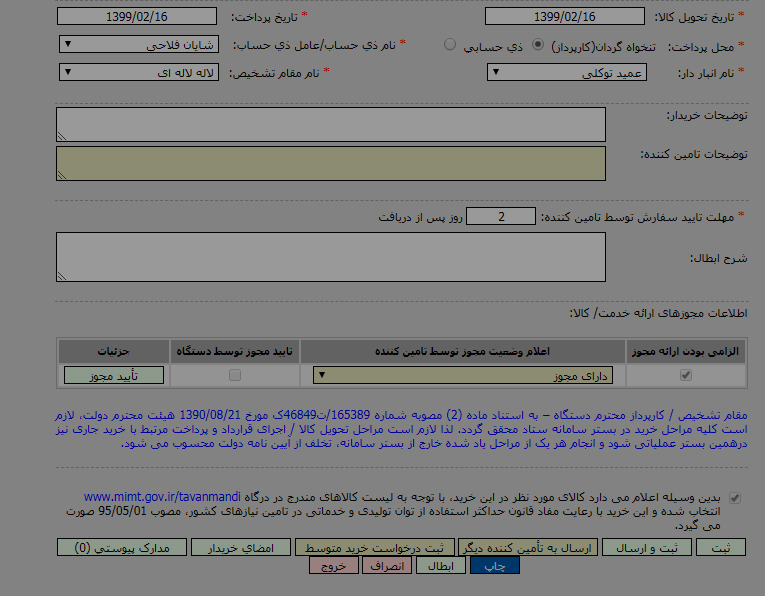 * تاریخ تحویل کالا: 1399/02/16 * تاریخ پرداخت: 1399/02/16
* محل پرداخت: تنخواه گردان(کارپرداز) ذي حسابي * نام ذي حساب/عامل ذي حساب: شایان فلاحی
* نام انبار دار: عمید توکلی * نام مقام تشخیص: لاله لاله ای
توضیحات خریدار:
توضیحات تامین کننده:
* مهلت تایید سفارش توسط تامین کننده: 2 روز پس از دریافت
شرح ابطال:
اطلاعات مجوزهای ارائه خدمت/ کالا:
الزامی بودن ارائه مجوز اعلام وضعیت مجوز توسط تامین کننده تایید مجوز توسط دستگاه جزئیات
دارای مجوز تأیید مجوز
مقام تشخیص / کارپرداز محترم دستگاه – به استناد ماده (2) مصوبه شماره 165389/ت46849ک مورخ 1390/08/21 هیئت محترم دولت، لازم
است کلیه مراحل خرید در بستر سامانه ستاد محقق گردد. لذا لازم است مراحل تحویل کالا / اجرای قرارداد و پرداخت مرتبط با خرید جاری نیز
درهمین بستر عملیاتی شود و انجام هر یک از مراحل یاد شده خارج از بستر سامانه، تخلف از آیین نامه دولت محسوب می شود.
بدین وسیله اعلام می دارد کالای مورد نظر در این خرید، با توجه به لیست کالاهای مندرج در درگاه www.mimt.gov.ir/tavanmandi
انتخاب شده و این خرید با رعایت مفاد قانون حداکثر استفاده از توان تولیدی و خدماتی در تامین نیازهای کشور، مصوب 95/05/01 صورت
می گیرد.
ثبت ثبت و ارسال ارسال به تأمین کننده دیگر ثبت درخواست خرید متوسط امضاي خریدار مدارک پیوستي (0)
چاپ ابطال انصراف خروج